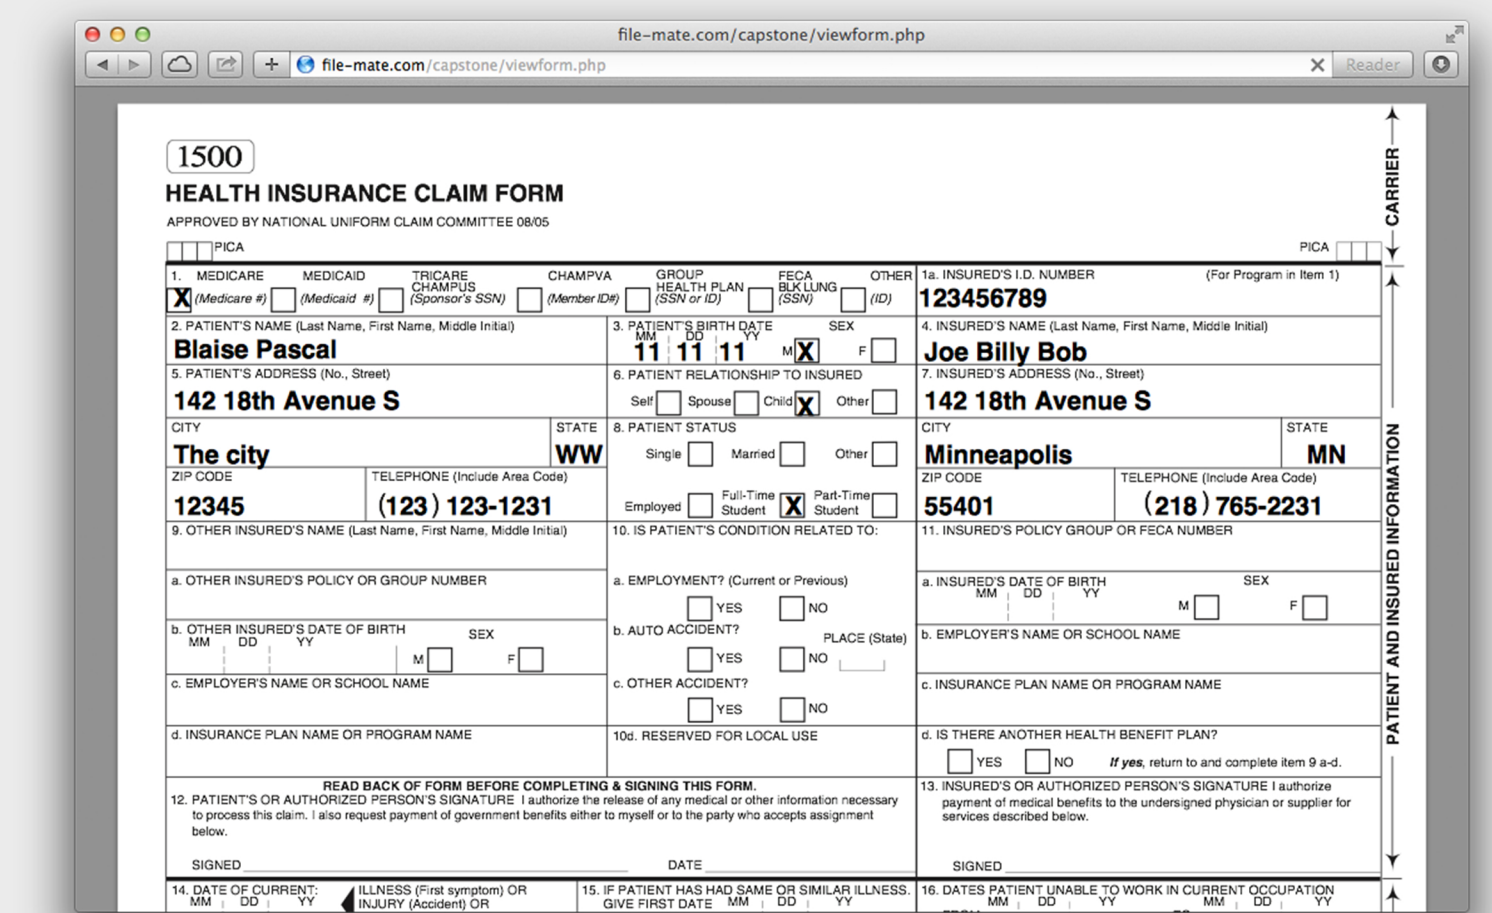 file-mate.com/capstone/viewform.php
file-mate.com/capstone/viewform.php
Reader
1500
HEALTH INSURANCE CLAIM FORM
APPROVED BY NATIONAL UNIFORM CLAIM COMMITTEE 08/05
PICA
PICA
CARRIER
1. MEDICARE MEDICAID TRICARE CHAMPUS CHAMPVA GROUP HEALTH PLAN FECA BLK LUNG OTHER
X (Medicare #) (Medicaid #) (Sponsor's SSN) (Member ID#) (SSN or ID) (SSN) (ID)
1a. INSURED'S I.D. NUMBER (For Program in Item 1)
123456789
2. PATIENT'S NAME (Last Name, First Name, Middle Initial)
Blaise Pascal
3. PATIENT'S BIRTH DATE SEX
MM DD YY
11 11 11 M X F
4. INSURED'S NAME (Last Name, First Name, Middle Initial)
Joe Billy Bob
5. PATIENT'S ADDRESS (No., Street)
142 18th Avenue S
6. PATIENT RELATIONSHIP TO INSURED
Self Spouse Child X Other
7. INSURED'S ADDRESS (No., Street)
142 18th Avenue S
CITY STATE
The city WW
8. PATIENT STATUS
Single Married Other
CITY STATE
Minneapolis MN
ZIP CODE TELEPHONE (Include Area Code)
12345 (123) 123-1231
Employed Full-Time Student X Part-Time Student
ZIP CODE TELEPHONE (Include Area Code)
55401 (218) 765-2231
9. OTHER INSURED'S NAME (Last Name, First Name, Middle Initial)
10. IS PATIENT'S CONDITION RELATED TO:
11. INSURED'S POLICY GROUP OR FECA NUMBER
a. OTHER INSURED'S POLICY OR GROUP NUMBER
a. EMPLOYMENT? (Current or Previous)
YES NO
a. INSURED'S DATE OF BIRTH SEX
MM DD YY
M F
b. OTHER INSURED'S DATE OF BIRTH SEX
MM DD YY
M F
b. AUTO ACCIDENT? PLACE (State)
YES NO
b. EMPLOYER'S NAME OR SCHOOL NAME
c. EMPLOYER'S NAME OR SCHOOL NAME
c. OTHER ACCIDENT?
YES NO
c. INSURANCE PLAN NAME OR PROGRAM NAME
d. INSURANCE PLAN NAME OR PROGRAM NAME
10d. RESERVED FOR LOCAL USE
d. IS THERE ANOTHER HEALTH BENEFIT PLAN?
YES NO If yes, return to and complete item 9 a-d.
READ BACK OF FORM BEFORE COMPLETING & SIGNING THIS FORM.
12. PATIENT'S OR AUTHORIZED PERSON'S SIGNATURE I authorize the release of any medical or other information necessary
to process this claim. I also request payment of government benefits either to myself or to the party who accepts assignment
below.
SIGNED DATE
13. INSURED'S OR AUTHORIZED PERSON'S SIGNATURE I authorize
payment of medical benefits to the undersigned physician or supplier for
services described below.
SIGNED
PATIENT AND INSURED INFORMATION
14. DATE OF CURRENT:
MM DD YY
ILLNESS (First symptom) OR
INJURY (Accident) OR
15. IF PATIENT HAS HAD SAME OR SIMILAR ILLNESS.
GIVE FIRST DATE MM DD YY
16. DATES PATIENT UNABLE TO WORK IN CURRENT OCCUPATION
MM DD YY MM DD YY